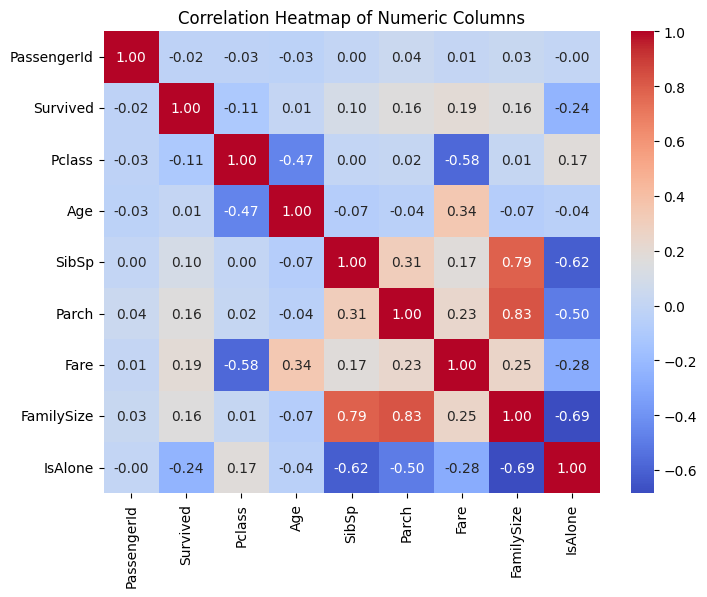 Correlation Heatmap of Numeric Columns
PassengerId 1.00 -0.02 -0.03 -0.03 0.00 0.04 0.01 0.03 -0.00
Survived -0.02 1.00 -0.11 0.01 0.10 0.16 0.19 0.16 -0.24
Pclass -0.03 -0.11 1.00 -0.47 0.00 0.02 -0.58 0.01 0.17
Age -0.03 0.01 -0.47 1.00 -0.07 -0.04 0.34 -0.07 -0.04
SibSp 0.00 0.10 0.00 -0.07 1.00 0.31 0.17 0.79 -0.62
Parch 0.04 0.16 0.02 -0.04 0.31 1.00 0.23 0.83 -0.50
Fare 0.01 0.19 -0.58 0.34 0.17 0.23 1.00 0.25 -0.28
FamilySize 0.03 0.16 0.01 -0.07 0.79 0.83 0.25 1.00 -0.69
IsAlone -0.00 -0.24 0.17 -0.04 -0.62 -0.50 -0.28 -0.69 1.00
PassengerId
Survived
Pclass
Age
SibSp
Parch
Fare
FamilySize
IsAlone
1.0
0.8
0.6
0.4
0.2
0.0
−0.2
−0.4
−0.6